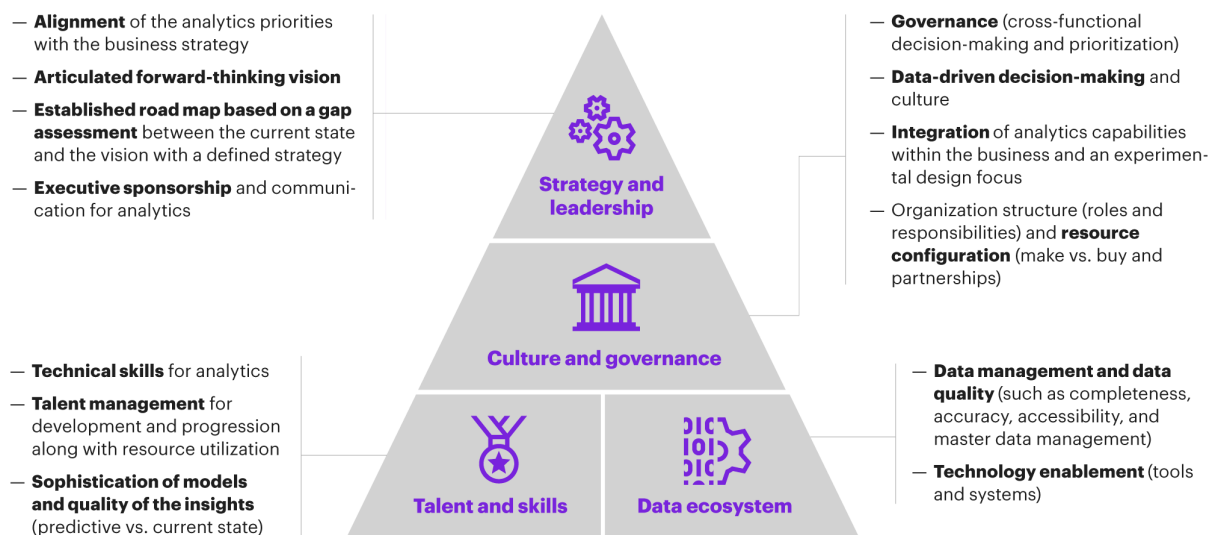 — Alignment of the analytics priorities
with the business strategy
— Articulated forward-thinking vision
— Established road map based on a gap
assessment between the current state
and the vision with a defined strategy
— Executive sponsorship and communi-
cation for analytics
Strategy and
leadership
— Governance (cross-functional
decision-making and prioritization)
— Data-driven decision-making and
culture
— Integration of analytics capabilities
within the business and an experimen-
tal design focus
— Organization structure (roles and
responsibilities) and resource
configuration (make vs. buy and
partnerships)
Culture and governance
— Technical skills for analytics
— Talent management for
development and progression
along with resource utilization
— Sophistication of models
and quality of the insights
(predictive vs. current state)
Talent and skills
Data ecosystem
— Data management and data
quality (such as completeness,
accuracy, accessibility, and
master data management)
— Technology enablement (tools
and systems)